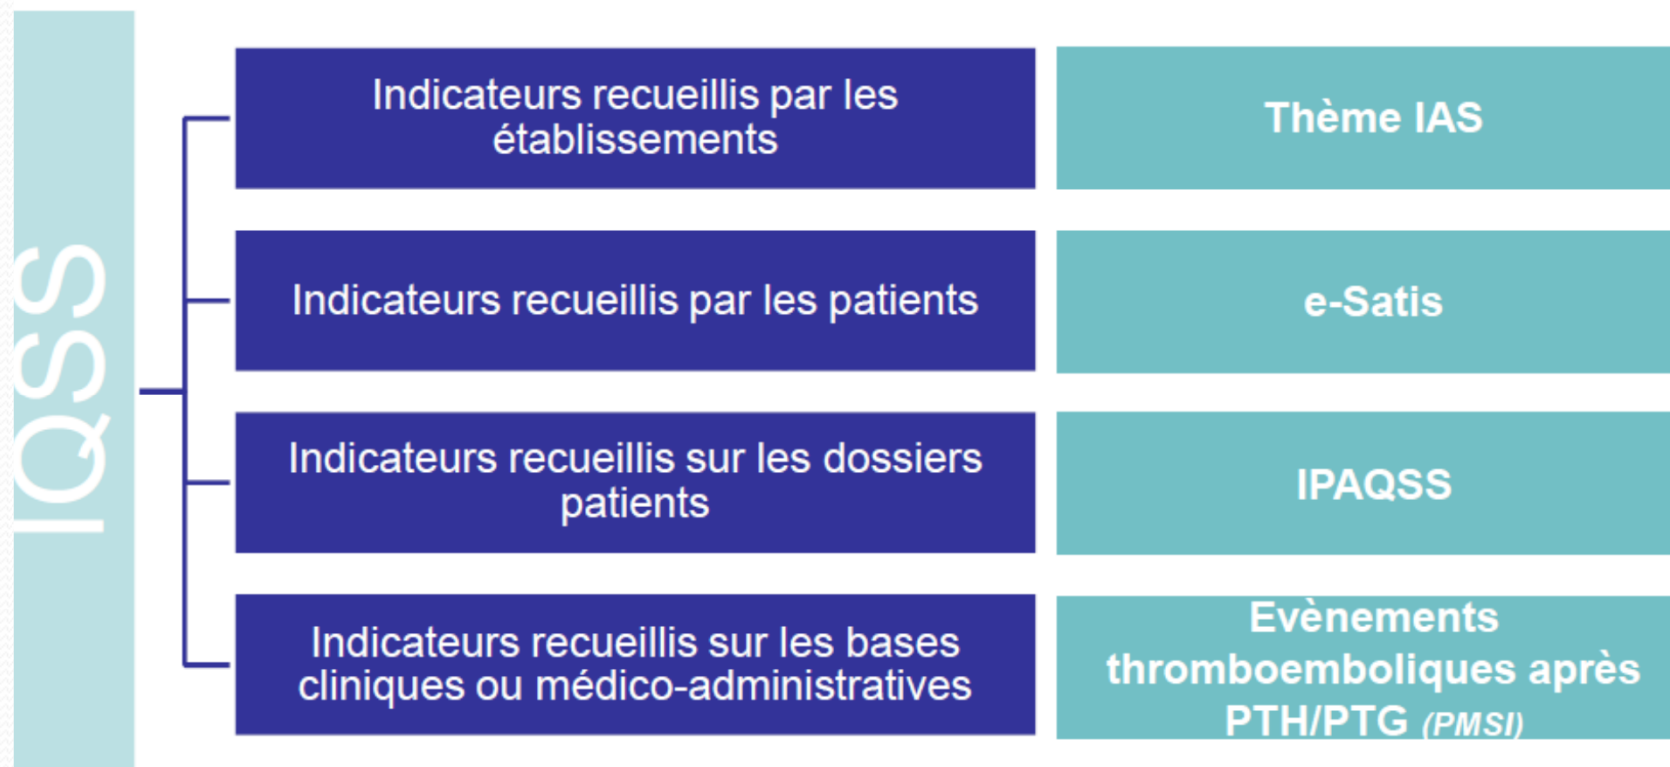 IQSS
Indicateurs recueillis par les
établissements
Thème IAS
Indicateurs recueillis par les patients
e-Satis
Indicateurs recueillis sur les dossiers
patients
IPAQSS
Indicateurs recueillis sur les bases
cliniques ou médico-administratives
Evènements
thromboemboliques après
PTH/PTG (PMSI)